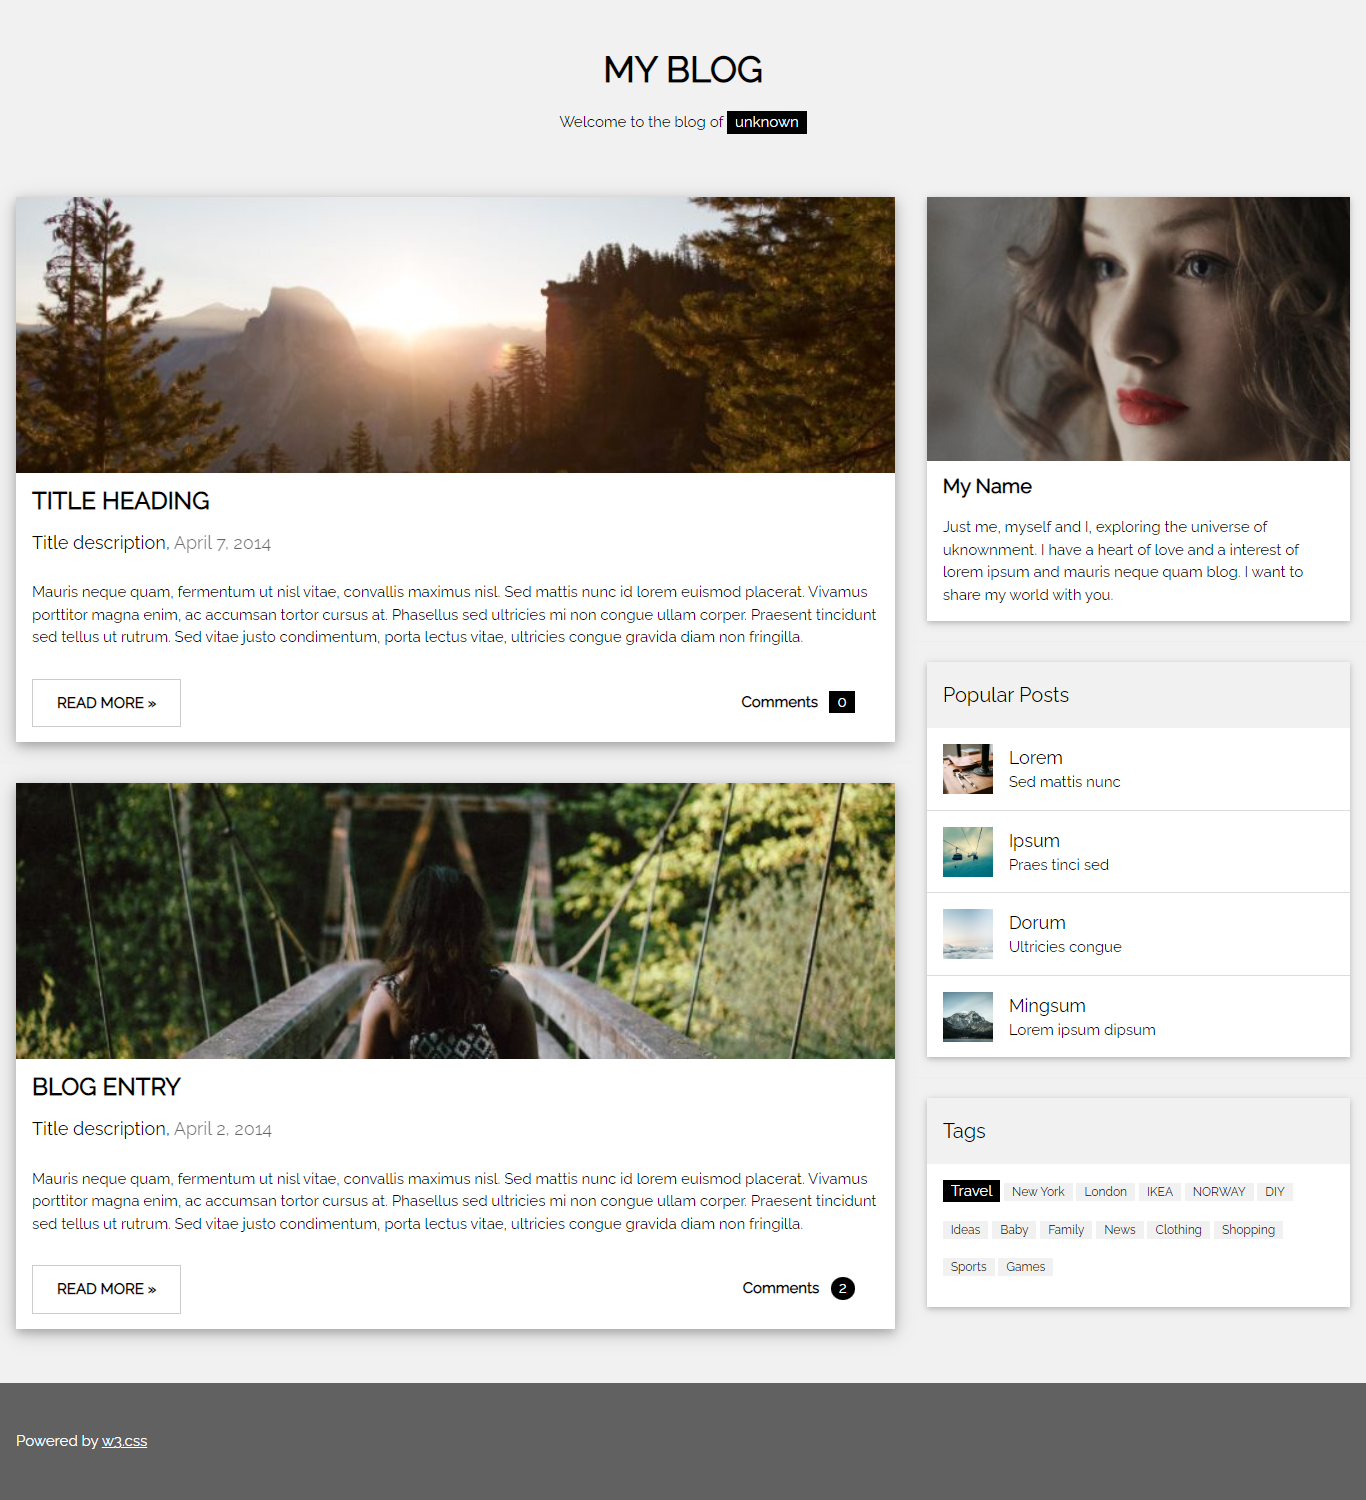 MY BLOG
Welcome to the blog of unknown
TITLE HEADING
Title description, April 7, 2014
Mauris neque quam, fermentum ut nisl vitae, convallis maximus nisl. Sed mattis nunc id lorem euismod placerat. Vivamus
porttitor magna enim, ac accumsan tortor cursus at. Phasellus sed ultricies mi non congue ullam corper. Praesent tincidunt
sed tellus ut rutrum. Sed vitae justo condimentum, porta lectus vitae, ultricies congue gravida diam non fringilla.
READ MORE »
Comments 0
BLOG ENTRY
Title description, April 2, 2014
Mauris neque quam, fermentum ut nisl vitae, convallis maximus nisl. Sed mattis nunc id lorem euismod placerat. Vivamus
porttitor magna enim, ac accumsan tortor cursus at. Phasellus sed ultricies mi non congue ullam corper. Praesent tincidunt
sed tellus ut rutrum. Sed vitae justo condimentum, porta lectus vitae, ultricies congue gravida diam non fringilla.
READ MORE »
Comments 2
My Name
Just me, myself and I, exploring the universe of
uknownment. I have a heart of love and a interest of
lorem ipsum and mauris neque quam blog. I want to
share my world with you.
Popular Posts
Lorem
Sed mattis nunc
Ipsum
Praes tinci sed
Dorum
Ultricies congue
Mingsum
Lorem ipsum dipsum
Tags
Travel New York London IKEA NORWAY DIY
Ideas Baby Family News Clothing Shopping
Sports Games
Powered by w3.css